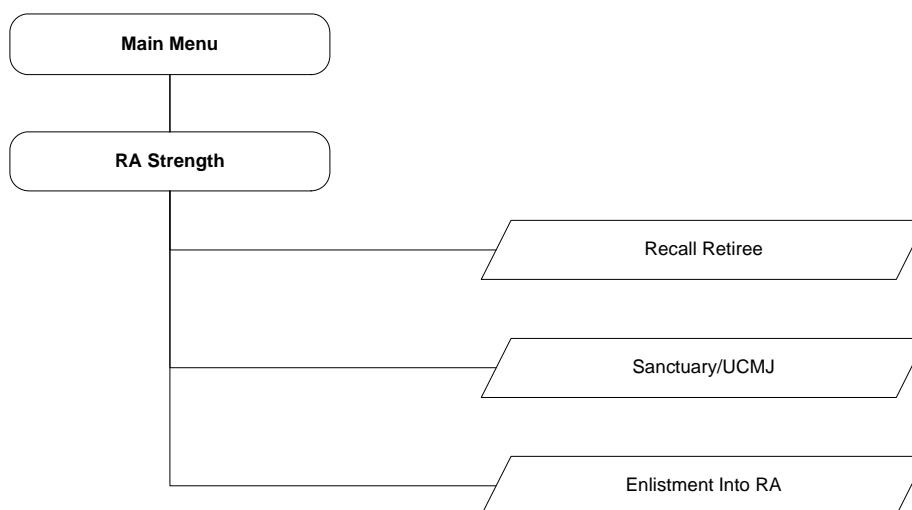 Main Menu
RA Strength
Recall Retiree
Sanctuary/UCMJ
Enlistment Into RA